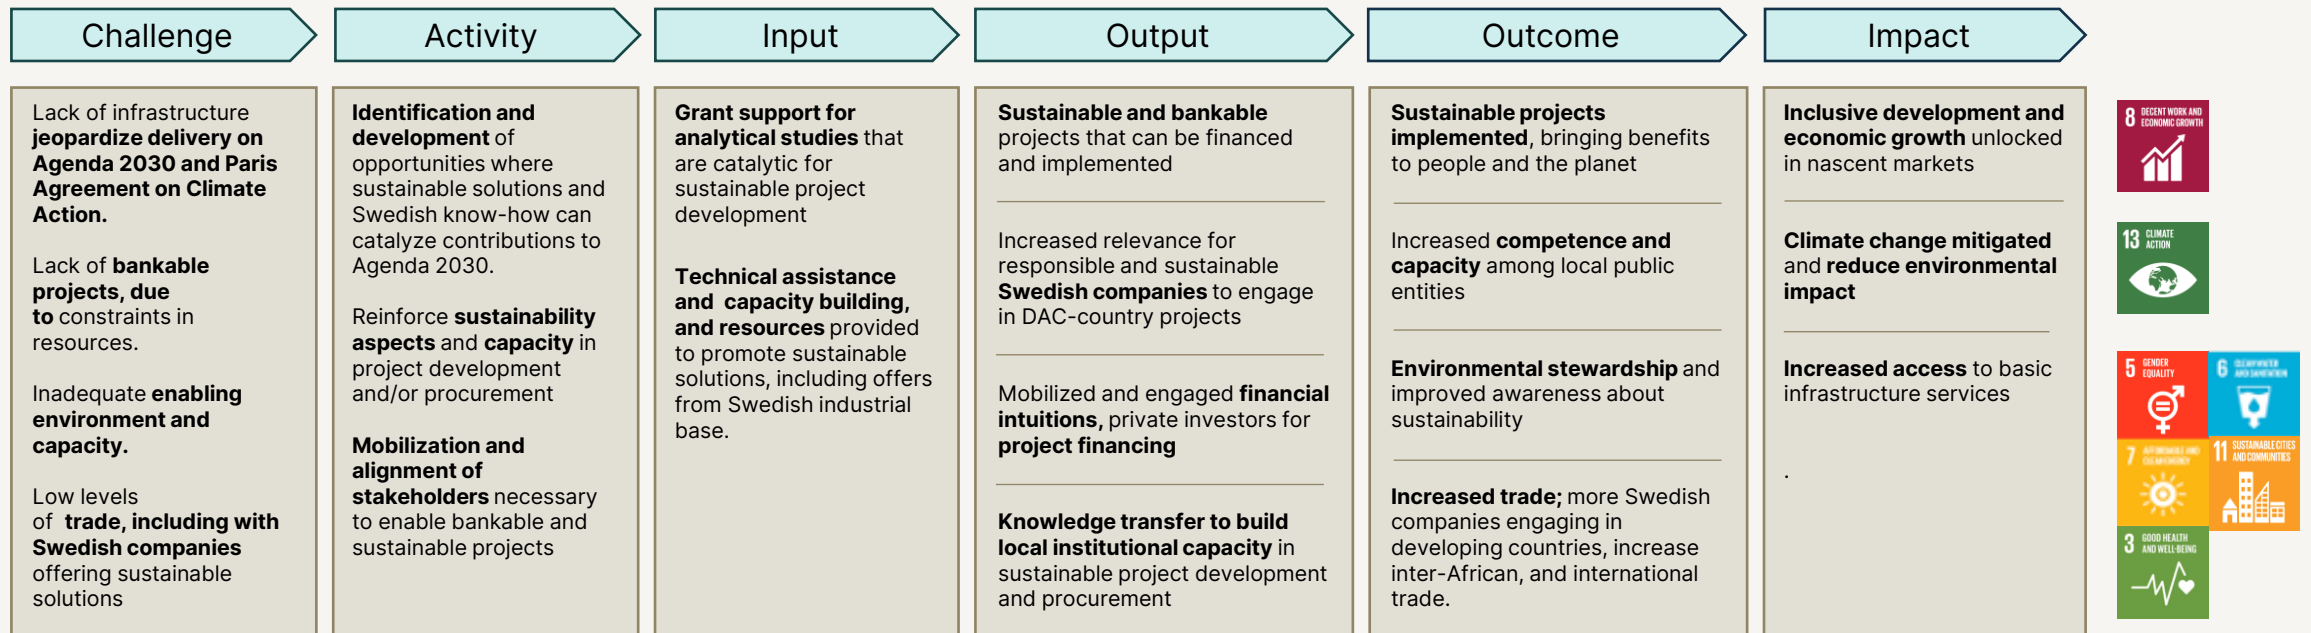 Challenge
Activity
Input
Output
Outcome
Impact
Lack of infrastructure
jeopardize delivery on
Agenda 2030 and Paris
Agreement on Climate
Action.
Lack of bankable
projects, due
to constraints in
resources.
Inadequate enabling
environment and
capacity.
Low levels
of trade, including with
Swedish companies
offering sustainable
solutions
Identification and
development of
opportunities where
sustainable solutions and
Swedish know-how can
catalyze contributions to
Agenda 2030.
Reinforce sustainability
aspects and capacity in
project development
and/or procurement
Mobilization and
alignment of
stakeholders necessary
to enable bankable and
sustainable projects
Grant support for
analytical studies that
are catalytic for
sustainable project
development
Technical assistance
and capacity building,
and resources provided
to promote sustainable
solutions, including offers
from Swedish industrial
base.
Sustainable and bankable
projects that can be financed
and implemented
Increased relevance for
responsible and sustainable
Swedish companies to engage
in DAC-country projects
Mobilized and engaged financial
intuitions, private investors for
project financing
Knowledge transfer to build
local institutional capacity in
sustainable project development
and procurement
Sustainable projects
implemented, bringing benefits
to people and the planet
Increased competence and
capacity among local public
entities
Environmental stewardship and
improved awareness about
sustainability
Increased trade; more Swedish
companies engaging in
developing countries, increase
inter-African, and international
trade.
Inclusive development and
economic growth unlocked
in nascent markets
Climate change mitigated
and reduce environmental
impact
Increased access to basic
infrastructure services
.
8 DECENT WORK AND
ECONOMIC GROWTH
13 CLIMATE
ACTION
5 GENDER
EQUALITY
6 CLEAN WATER
AND SANITATION
7 AFFORDABLE AND
CLEAN ENERGY
11 SUSTAINABLE CITIES
AND COMMUNITIES
3 GOOD HEALTH
AND WELL-BEING